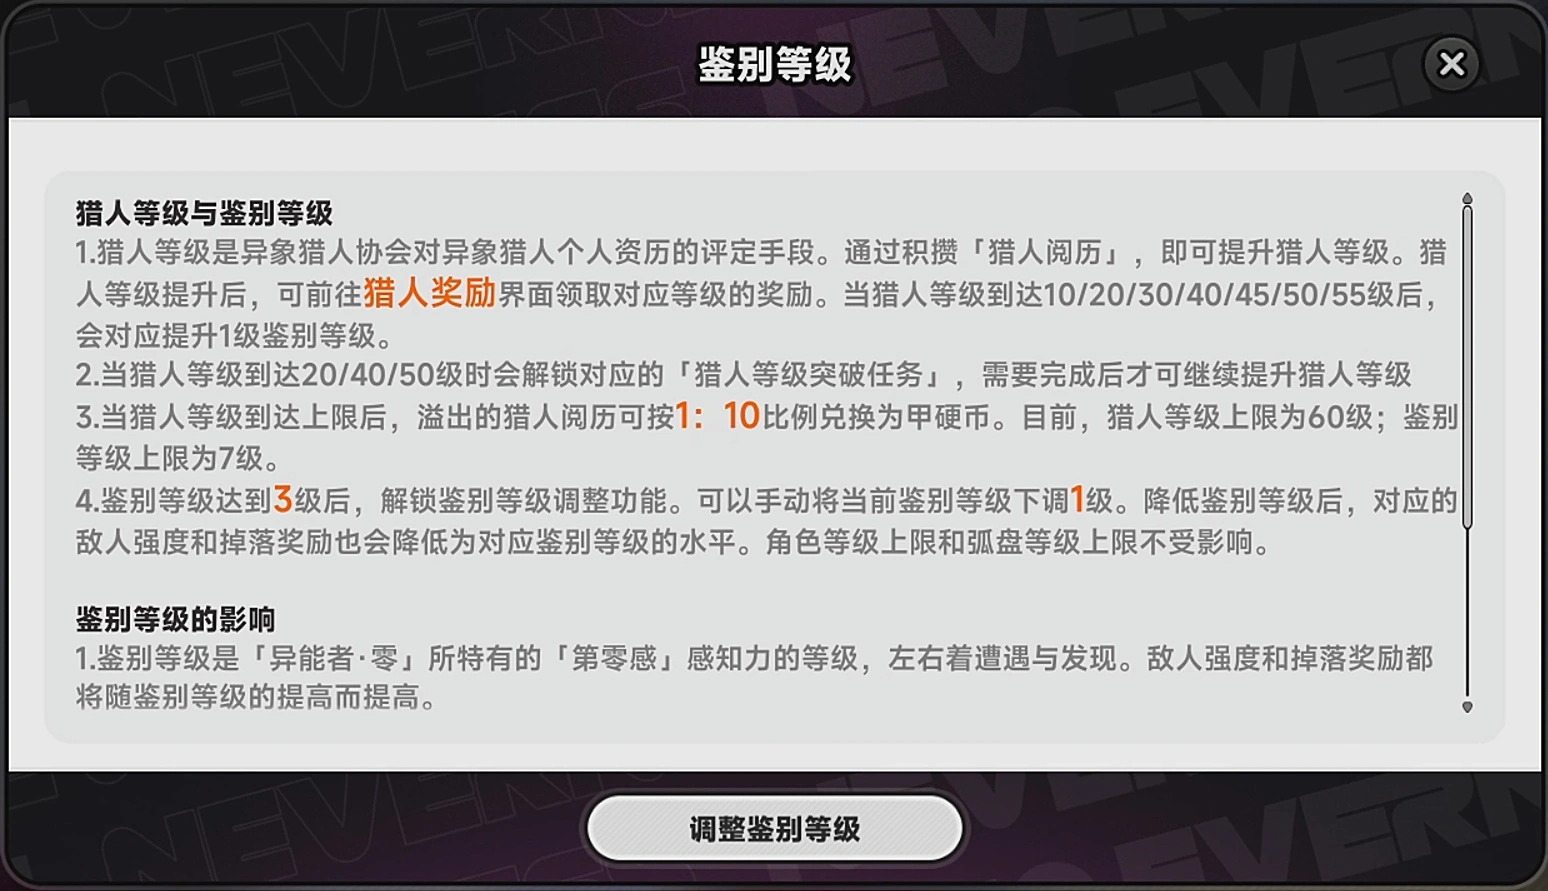 鉴别等级
猎人等级与鉴别等级
1.猎人等级是异象猎人协会对异象猎人个人资历的评定手段。通过积攒「猎人阅历」，即可提升猎人等级。猎
人等级提升后，可前往猎人奖励界面领取对应等级的奖励。当猎人等级到达10/20/30/40/45/50/55级后，
会对应提升1级鉴别等级。
2.当猎人等级到达20/40/50级时会解锁对应的「猎人等级突破任务」，需要完成后才可继续提升猎人等级
3.当猎人等级到达上限后，溢出的猎人阅历可按1：10比例兑换为甲硬币。目前，猎人等级上限为60级；鉴别
等级上限为7级。
4.鉴别等级达到3级后，解锁鉴别等级调整功能。可以手动将当前鉴别等级下调1级。降低鉴别等级后，对应的
敌人强度和掉落奖励也会降低为对应鉴别等级的水平。角色等级上限和弧盘等级上限不受影响。
鉴别等级的影响
1.鉴别等级是「异能者·零」所特有的「第零感」感知力的等级，左右着遭遇与发现。敌人强度和掉落奖励都
将随鉴别等级的提高而提高。
调整鉴别等级